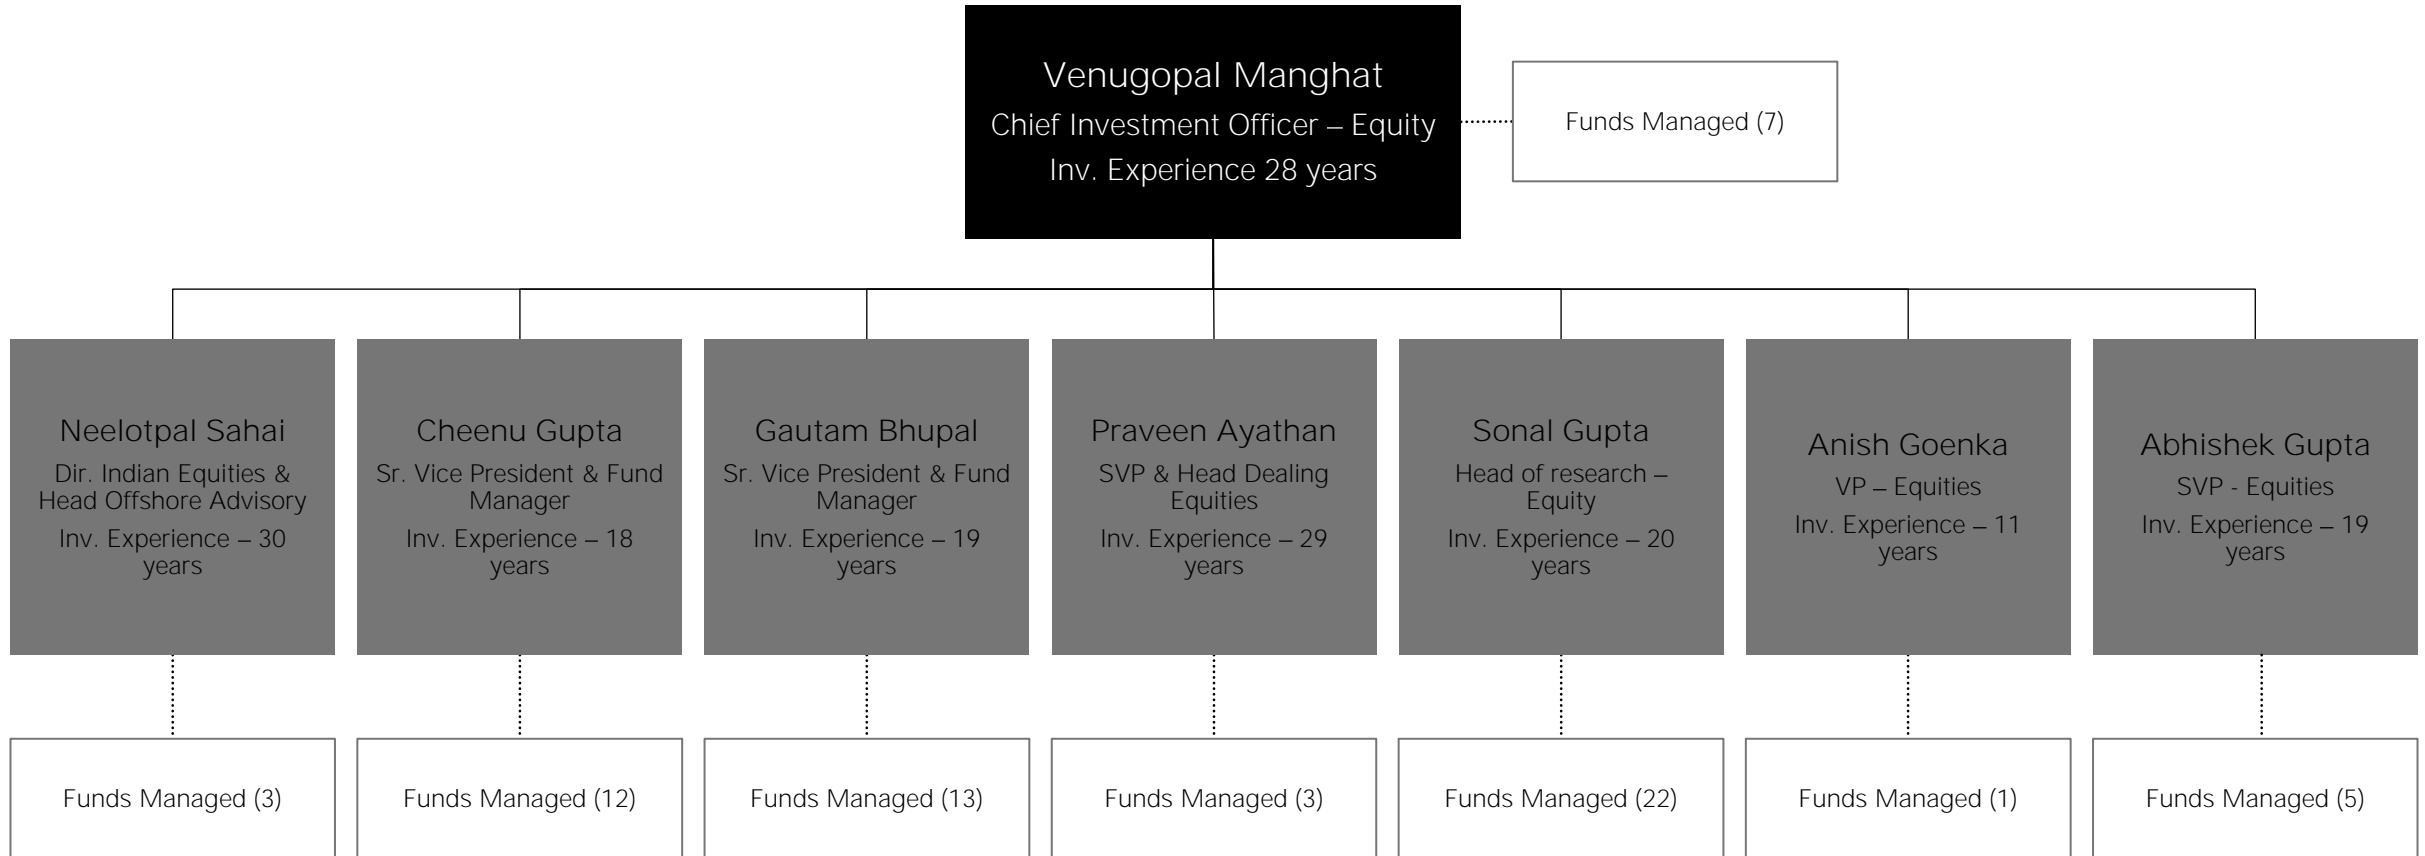 Venugopal Manghat
Chief Investment Officer – Equity
Inv. Experience 28 years
Funds Managed (7)
Neelotpal Sahai
Dir. Indian Equities &
Head Offshore Advisory
Inv. Experience – 30
years
Cheenu Gupta
Sr. Vice President & Fund
Manager
Inv. Experience – 18
years
Gautam Bhupal
Sr. Vice President & Fund
Manager
Inv. Experience – 19
years
Praveen Ayathan
SVP & Head Dealing
Equities
Inv. Experience – 29
years
Sonal Gupta
Head of research –
Equity
Inv. Experience – 20
years
Anish Goenka
VP – Equities
Inv. Experience – 11
years
Abhishek Gupta
SVP - Equities
Inv. Experience – 19
years
Funds Managed (3)
Funds Managed (12)
Funds Managed (13)
Funds Managed (3)
Funds Managed (22)
Funds Managed (1)
Funds Managed (5)